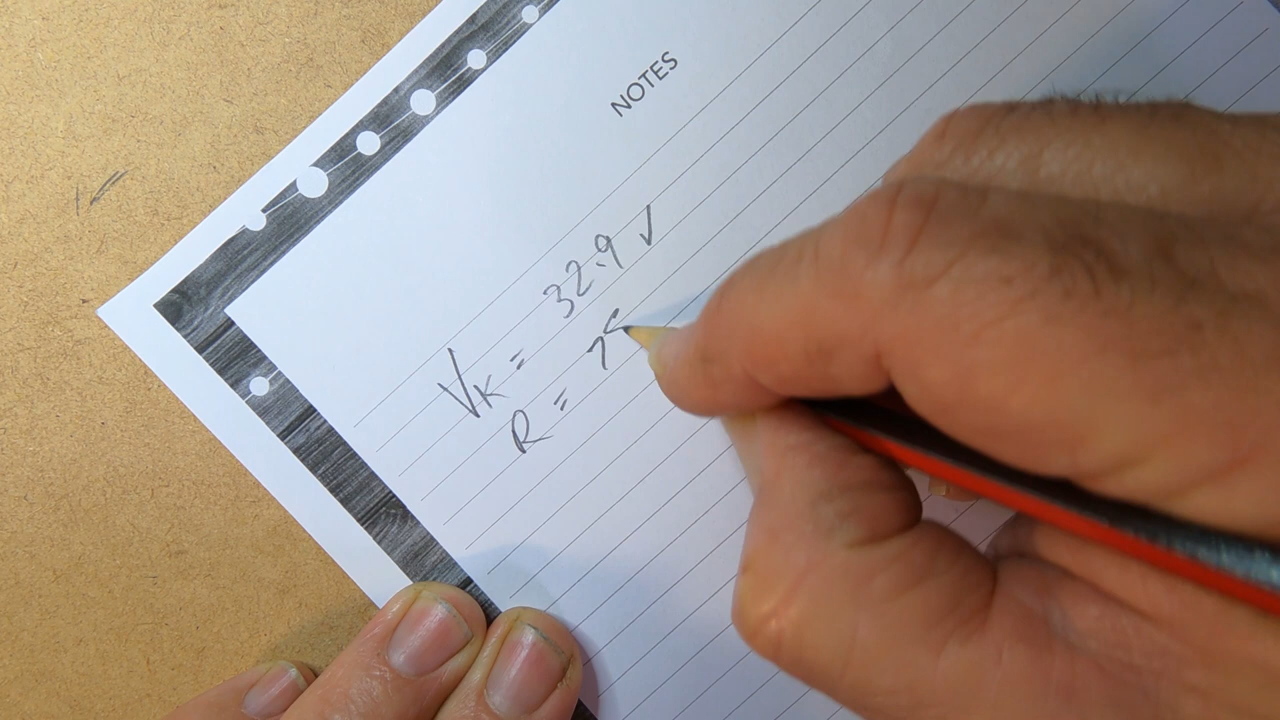 NOTES
VK = 32.9 √
R =